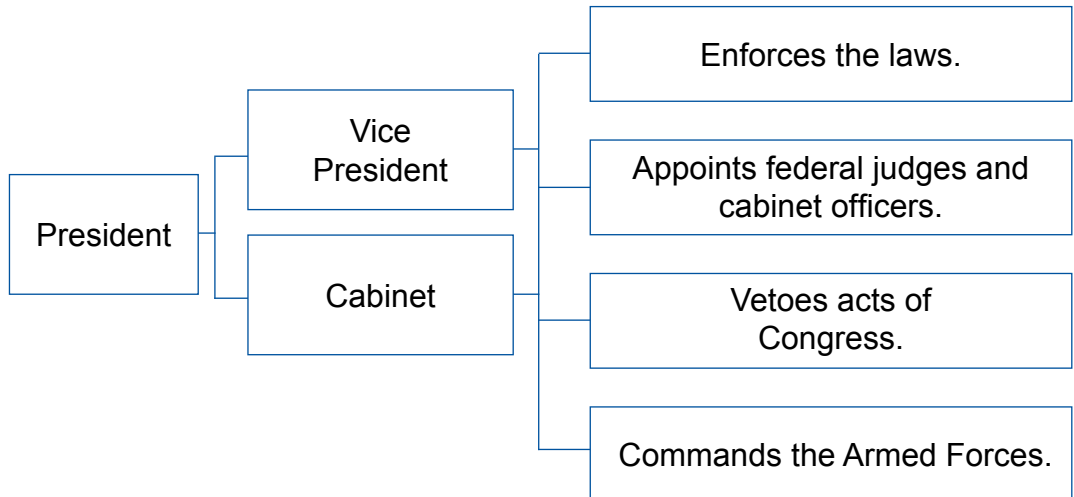 President
Vice
President
Cabinet
Enforces the laws.
Appoints federal judges and
cabinet officers.
Vetoes acts of
Congress.
Commands the Armed Forces.